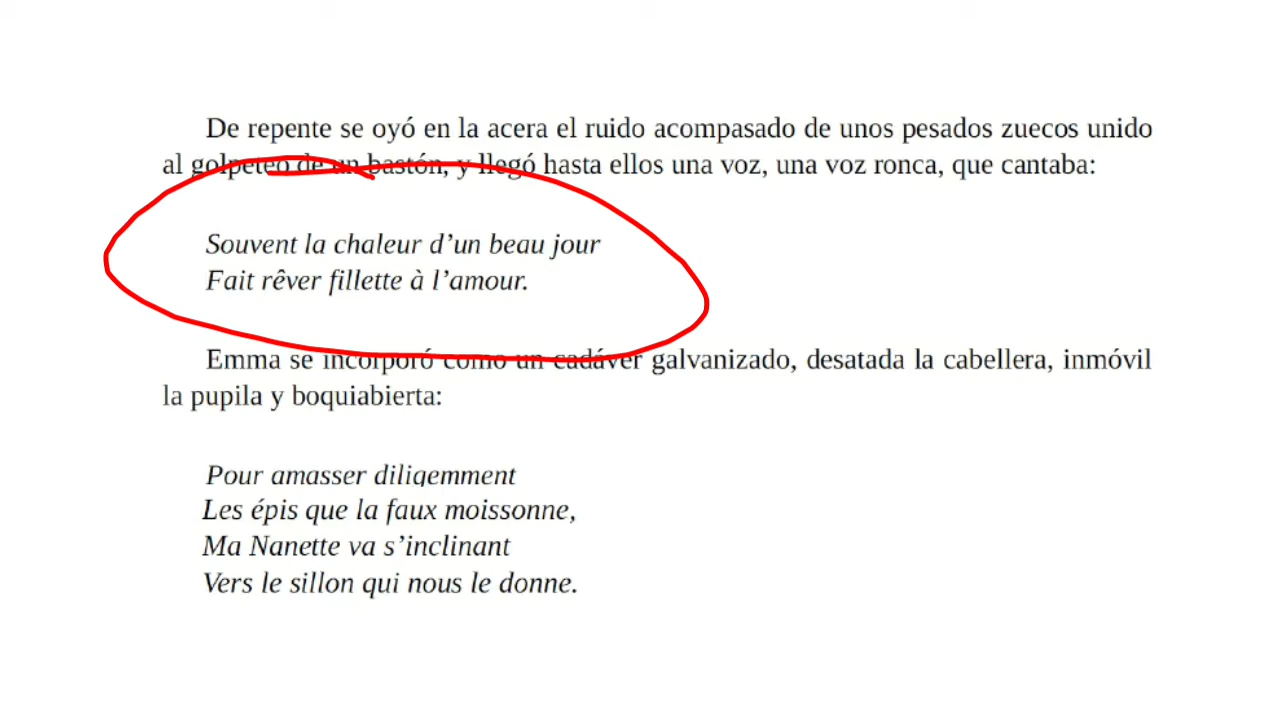 De repente se oyó en la acera el ruido acompasado de unos pesados zuecos unido
al golpeteo de un bastón, y llegó hasta ellos una voz, una voz ronca, que cantaba:
Souvent la chaleur d’un beau jour
Fait rêver fillette à l’amour.
Emma se incorporó como un cadáver galvanizado, desatada la cabellera, inmóvil
la pupila y boquiabierta:
Pour amasser diligemment
Les épis que la faux moissonne,
Ma Nanette va s’inclinant
Vers le sillon qui nous le donne.